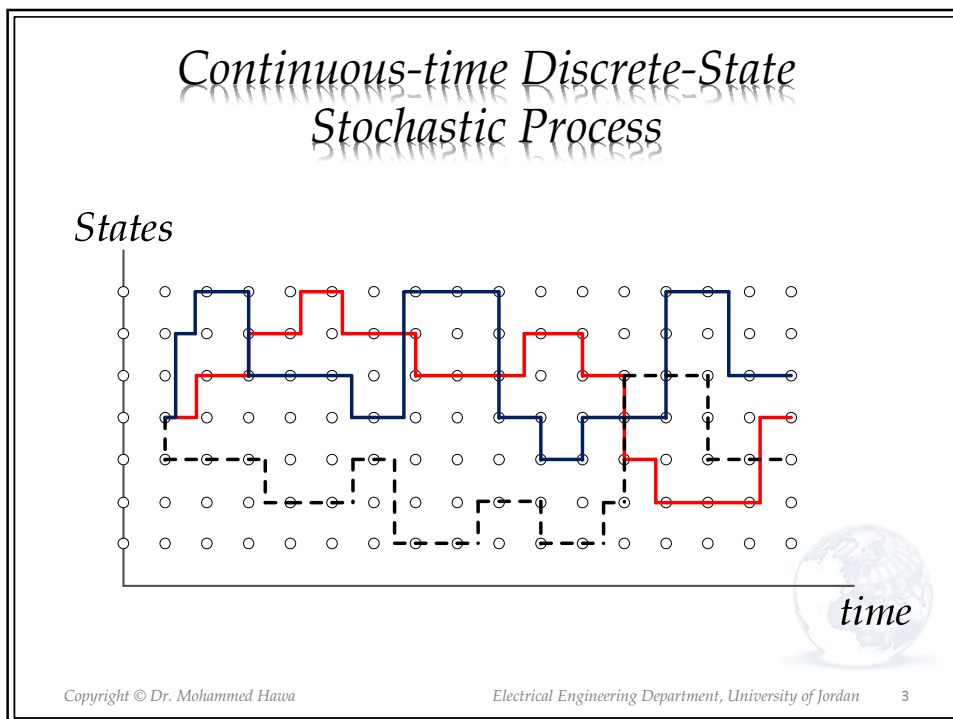 Continuous-time Discrete-State
Stochastic Process
States
time
Copyright © Dr. Mohammed Hawa
Electrical Engineering Department, University of Jordan
3